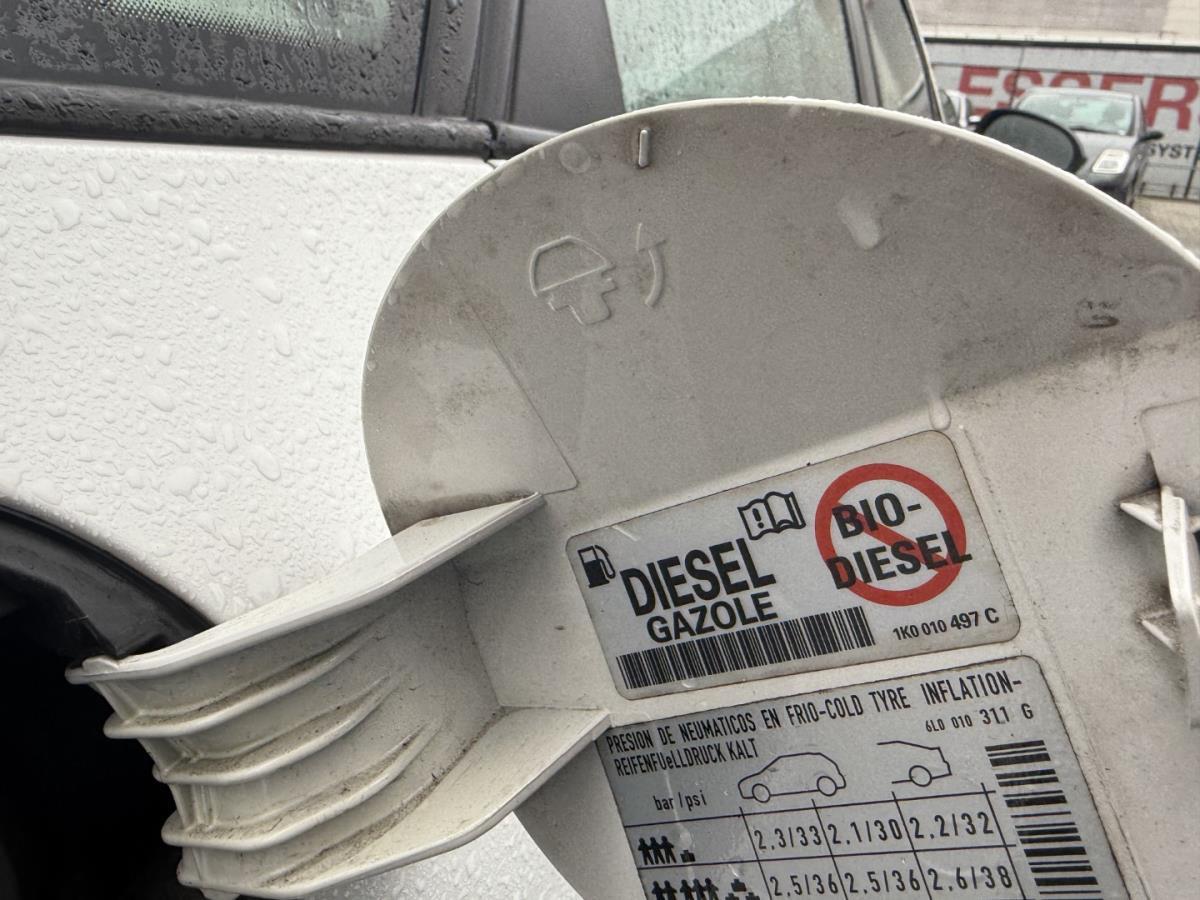 ESSER
SYST
DIESEL
GAZOLE
BIO-
DIESEL
1K0 010 497 C
PRESION DE NEUMATICOS EN FRIO-COLD TYRE INFLATION-
REIFENFUeLLDRUCK KALT
6L0 010 311 G
bar/psi
2.3/33 2.1/30 2.2/32
2.5/36 2.5/36 2.6/38